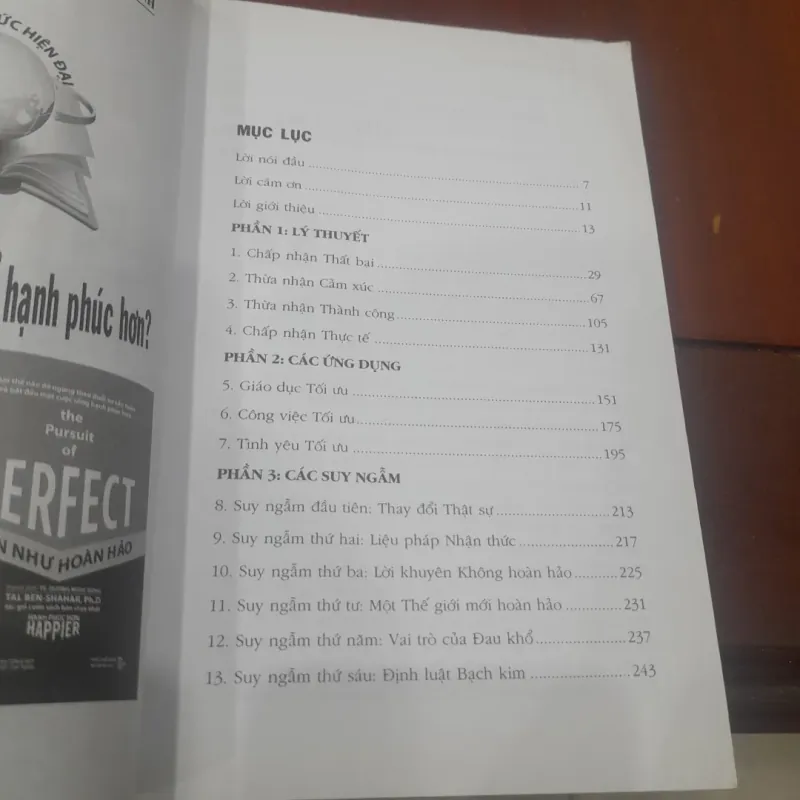 ỨC HIỆN ĐẠI
hạnh phúc hơn?
the
Pursuit
of
ERFECT
N NHƯ HOÀN HẢO
TAL BEN-SHAHAR, Ph.D
HẠNH PHÚC HƠN
HAPPIER
MỤC LỤC
Lời nói đầu 7
Lời cảm ơn 11
Lời giới thiệu 13
PHẦN 1: LÝ THUYẾT
1. Chấp nhận Thất bại 29
2. Thừa nhận Cảm xúc 67
3. Thừa nhận Thành công 105
4. Chấp nhận Thực tế 131
PHẦN 2: CÁC ỨNG DỤNG
5. Giáo dục Tối ưu 151
6. Công việc Tối ưu 175
7. Tình yêu Tối ưu 195
PHẦN 3: CÁC SUY NGẪM
8. Suy ngẫm đầu tiên: Thay đổi Thật sự 213
9. Suy ngẫm thứ hai: Liệu pháp Nhận thức 217
10. Suy ngẫm thứ ba: Lời khuyên Không hoàn hảo 225
11. Suy ngẫm thứ tư: Một Thế giới mới hoàn hảo 231
12. Suy ngẫm thứ năm: Vai trò của Đau khổ 237
13. Suy ngẫm thứ sáu: Định luật Bạch kim 243